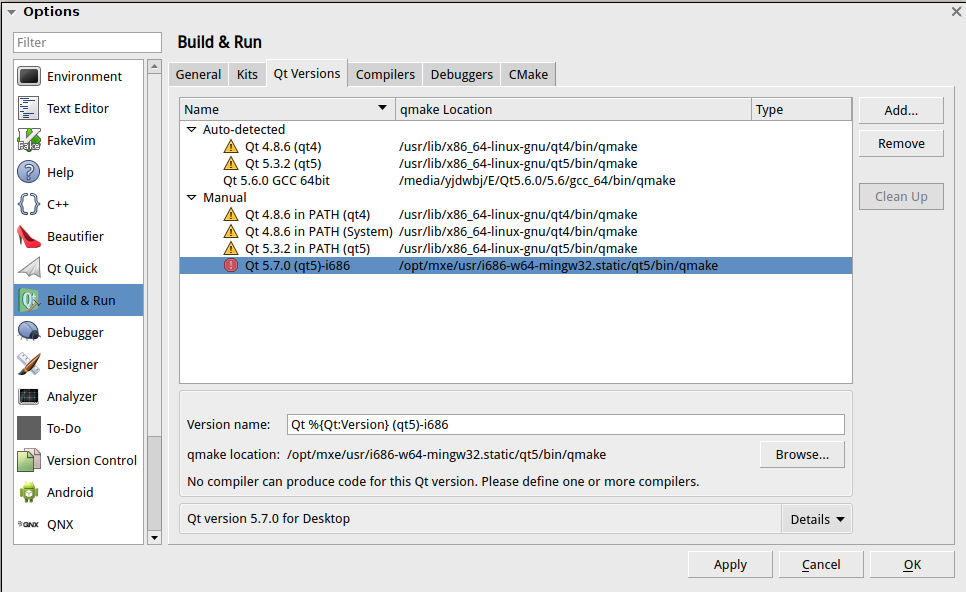 Options
Filter
Build & Run
Environment
Text Editor
FakeVim
Help
C++
Beautifier
Qt Quick
Build & Run
Debugger
Designer
Analyzer
To-Do
Version Control
Android
QNX
General Kits Qt Versions Compilers Debuggers CMake
Name qmake Location Type
Auto-detected
Qt 4.8.6 (qt4) /usr/lib/x86_64-linux-gnu/qt4/bin/qmake
Qt 5.3.2 (qt5) /usr/lib/x86_64-linux-gnu/qt5/bin/qmake
Qt 5.6.0 GCC 64bit /media/yjdwbj/E/Qt5.6.0/5.6/gcc_64/bin/qmake
Manual
Qt 4.8.6 in PATH (qt4) /usr/lib/x86_64-linux-gnu/qt4/bin/qmake
Qt 4.8.6 in PATH (System) /usr/lib/x86_64-linux-gnu/qt4/bin/qmake
Qt 5.3.2 in PATH (qt5) /usr/lib/x86_64-linux-gnu/qt5/bin/qmake
Qt 5.7.0 (qt5)-i686 /opt/mxe/usr/i686-w64-mingw32.static/qt5/bin/qmake
Add...
Remove
Clean Up
Version name: Qt %{Qt:Version} (qt5)-i686
qmake location: /opt/mxe/usr/i686-w64-mingw32.static/qt5/bin/qmake Browse...
No compiler can produce code for this Qt version. Please define one or more compilers.
Qt version 5.7.0 for Desktop Details
Apply Cancel OK